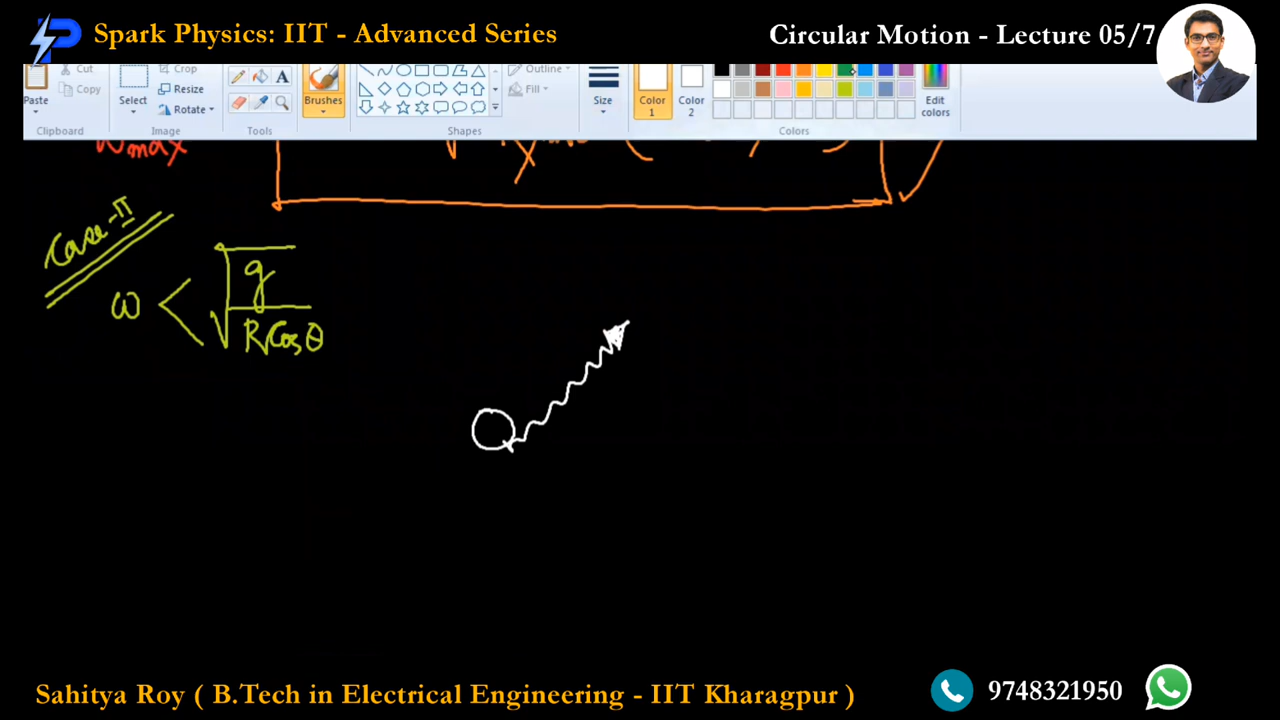 Spark Physics: IIT - Advanced Series
Circular Motion - Lecture 05/7
Paste
Cut
Copy
Clipboard
Select
Crop
Resize
Rotate
Image
A
Tools
Brushes
Outline
Fill
Shapes
Size
Color 1
Color 2
Edit colors
Colors
ωmax
Case-II
ω < √g/RCosθ
Sahitya Roy ( B.Tech in Electrical Engineering - IIT Kharagpur )
9748321950